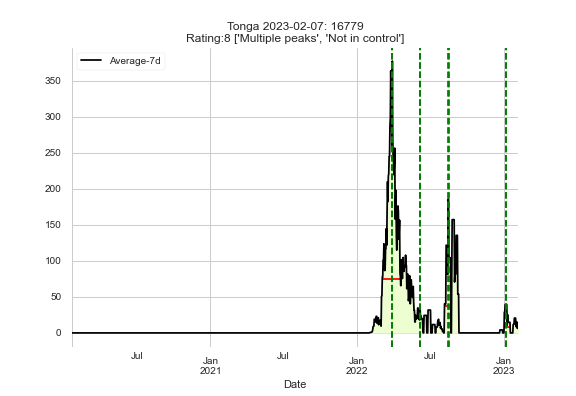 Tonga 2023-02-07: 16779
Rating:8 ['Multiple peaks', 'Not in control']
Average-7d
350
300
250
200
150
100
50
0
Jul
Jan
2021
Jul
Jan
2022
Jul
Jan
2023
Date